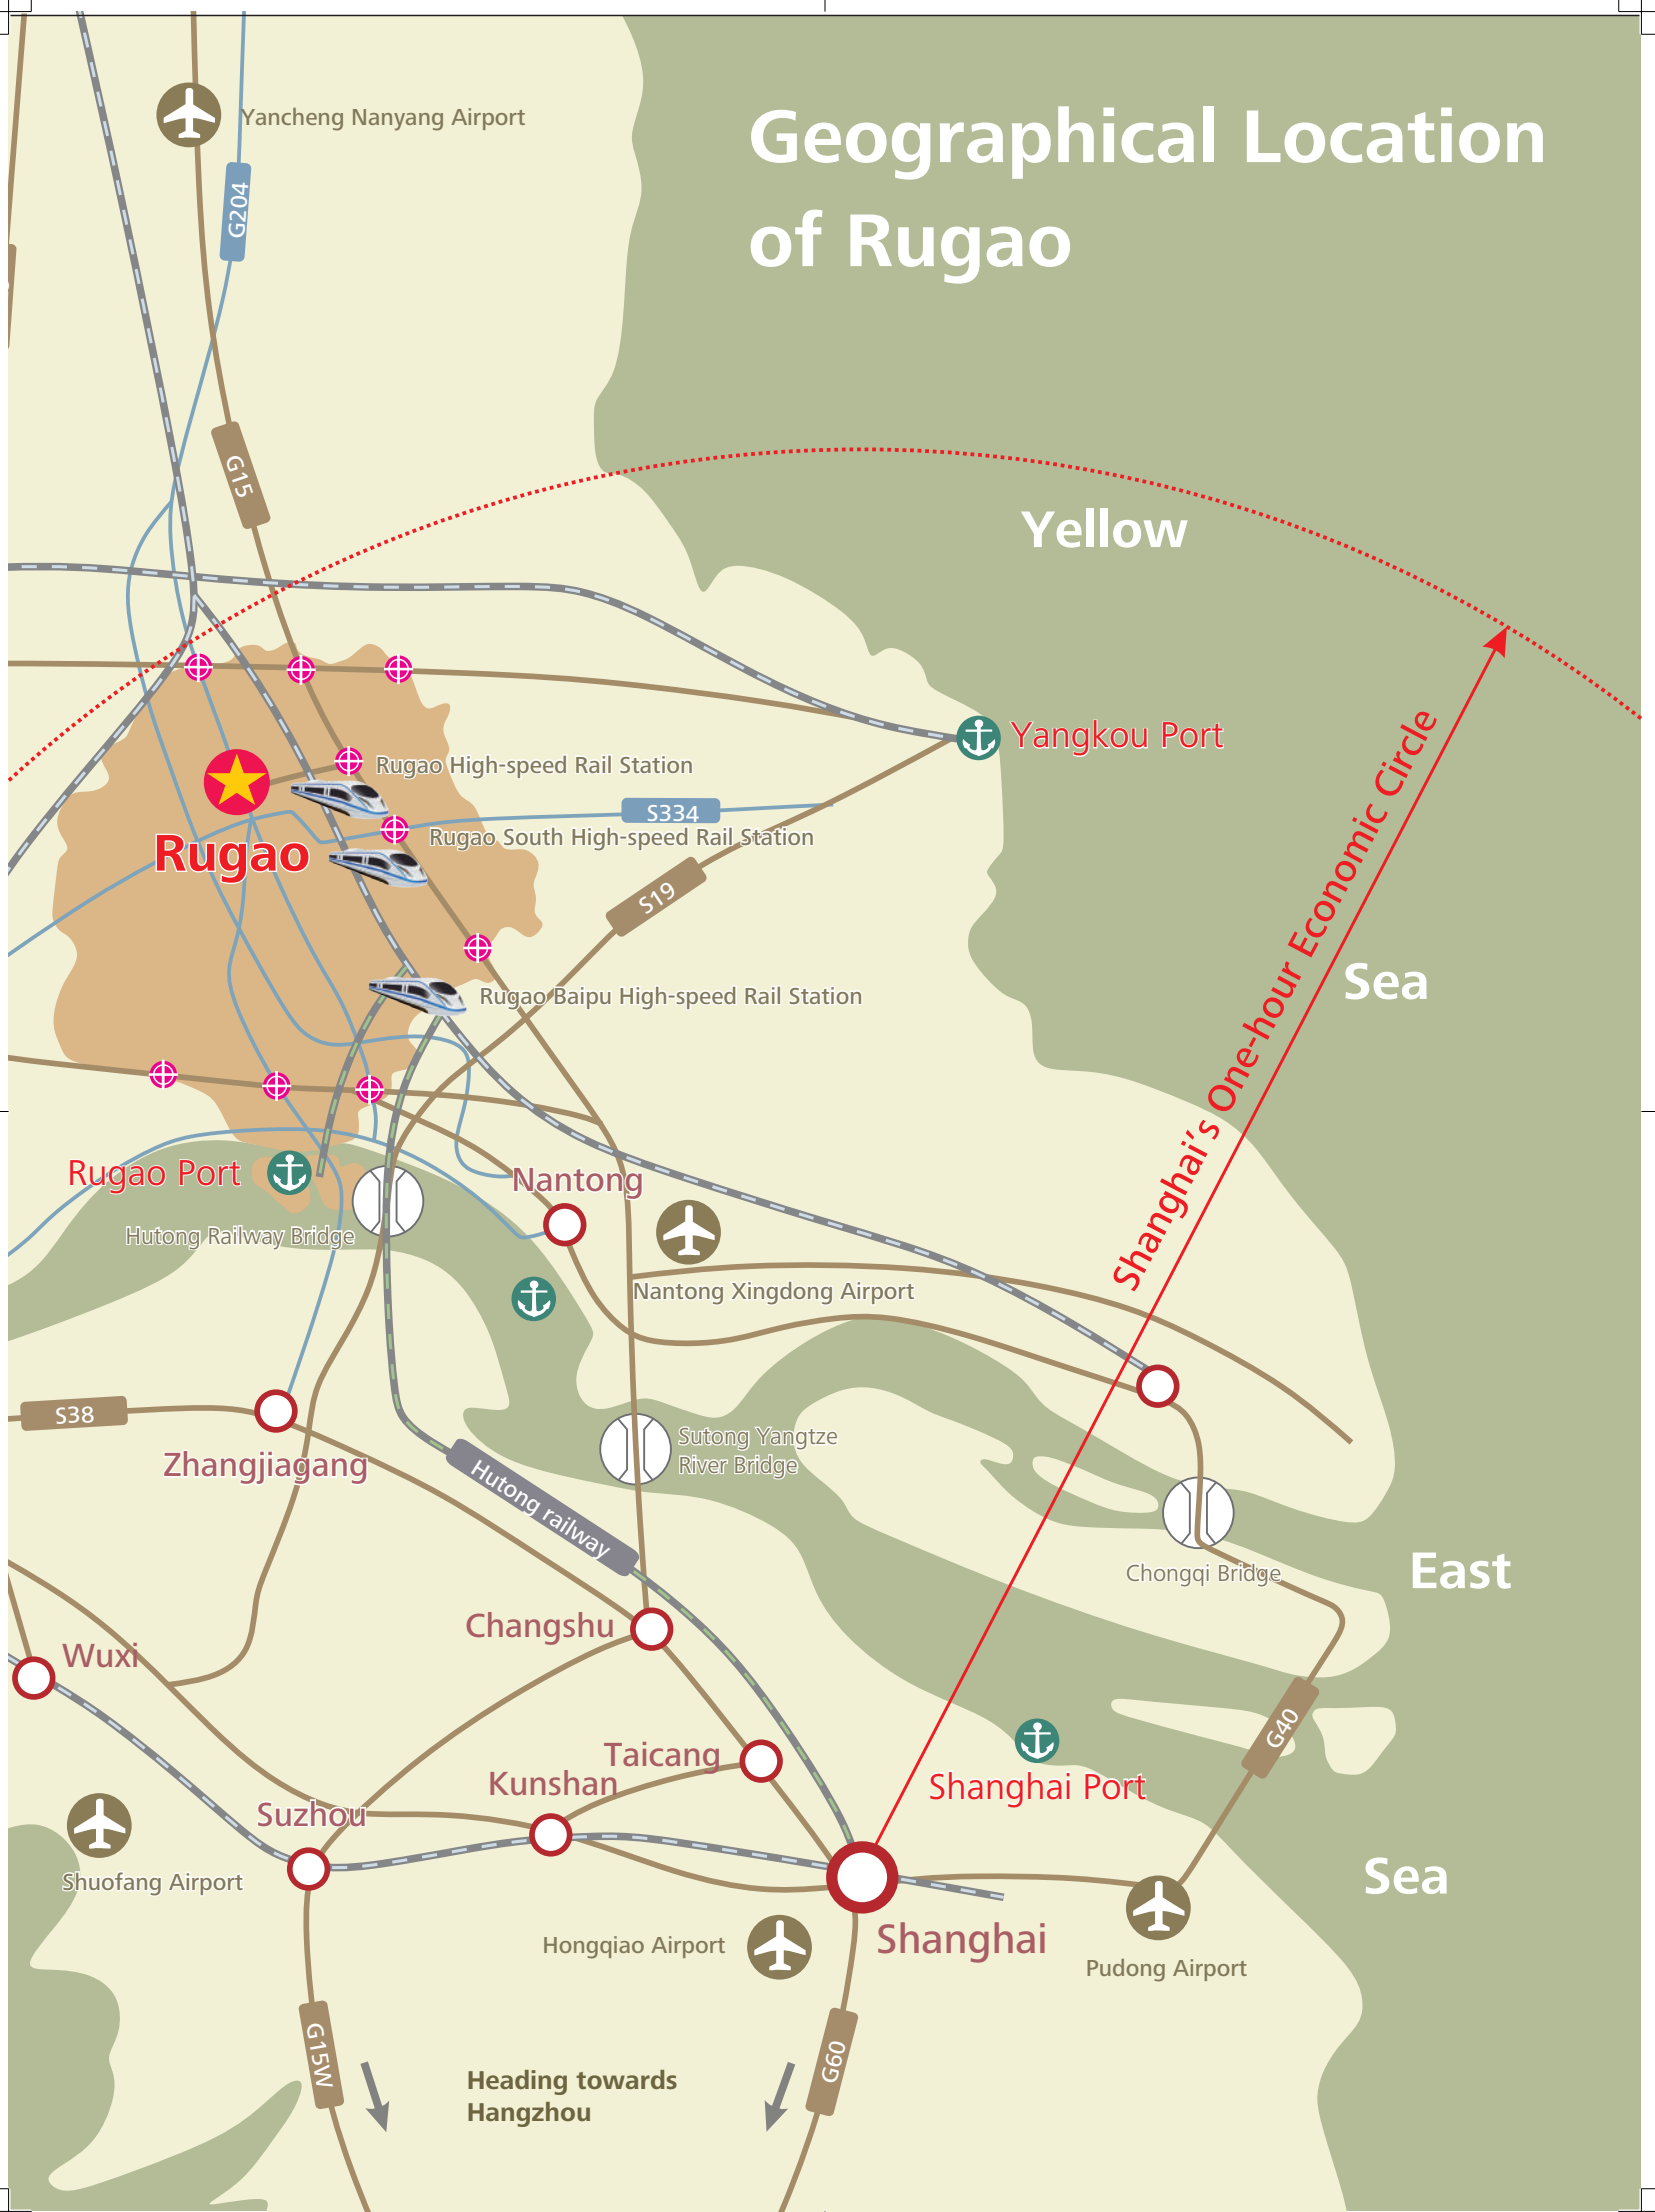 Geographical Location
of Rugao
Yancheng Nanyang Airport
G204
G15
Yellow
Yangkou Port
Rugao High-speed Rail Station
S334
Rugao South High-speed Rail Station
Rugao
S19
Shanghai's One-hour Economic Circle
Sea
Rugao Baipu High-speed Rail Station
Rugao Port
Nantong
Hutong Railway Bridge
Nantong Xingdong Airport
S38
Zhangjiagang
Sutong Yangtze
River Bridge
Hutong railway
Chongqi Bridge
East
Changshu
Wuxi
G40
Taicang
Kunshan
Shanghai Port
Suzhou
Shuofang Airport
Sea
Hongqiao Airport
Shanghai
Pudong Airport
G15W
G60
Heading towards
Hangzhou